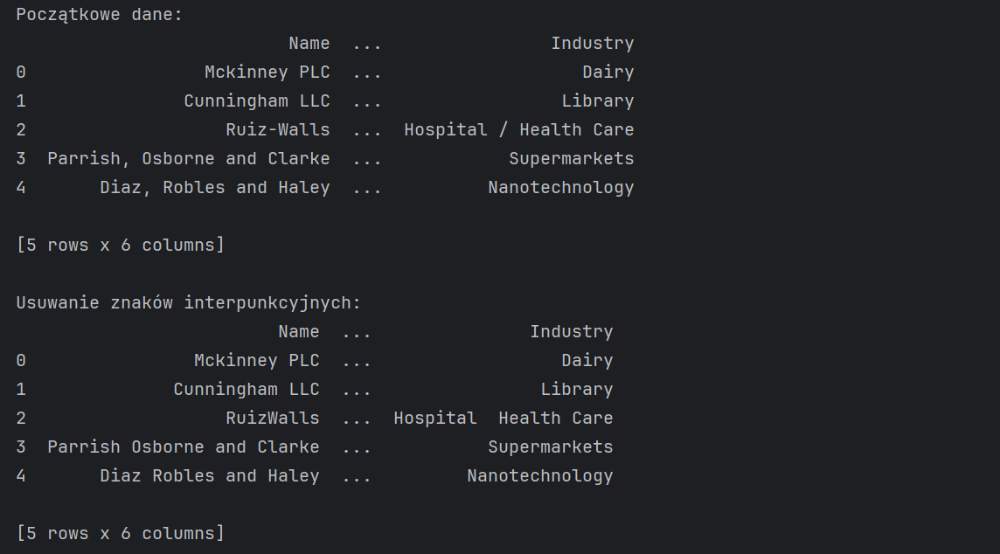 Początkowe dane:
                          Name  ...                Industry
0                 Mckinney PLC  ...                   Dairy
1               Cunningham LLC  ...                 Library
2                   Ruiz-Walls  ...  Hospital / Health Care
3  Parrish, Osborne and Clarke  ...            Supermarkets
4       Diaz, Robles and Haley  ...          Nanotechnology

[5 rows x 6 columns]

Usuwanie znaków interpunkcyjnych:
                         Name  ...               Industry
0                Mckinney PLC  ...                  Dairy
1              Cunningham LLC  ...                Library
2                   RuizWalls  ...  Hospital  Health Care
3  Parrish Osborne and Clarke  ...           Supermarkets
4       Diaz Robles and Haley  ...         Nanotechnology

[5 rows x 6 columns]